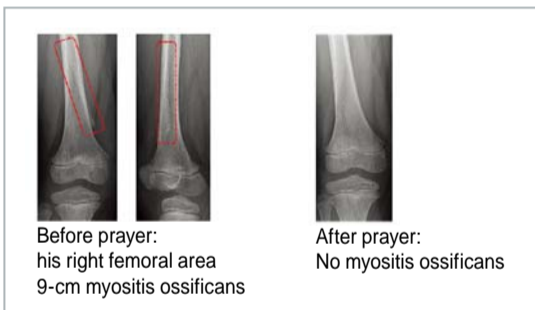 Before prayer:
his right femoral area
9-cm myositis ossificans
After prayer:
No myositis ossificans